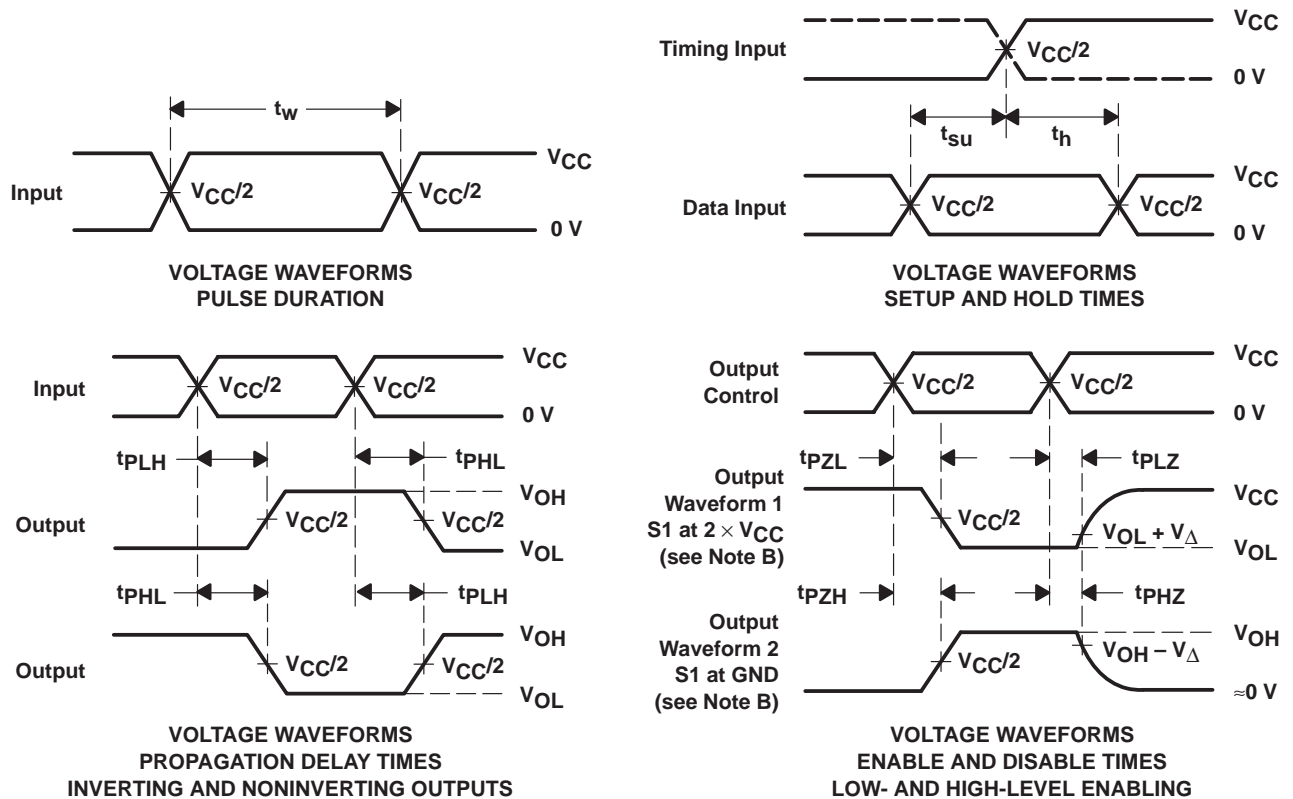 tw
Input
VCC/2
VCC/2
VCC
0 V
VOLTAGE WAVEFORMS
PULSE DURATION
Timing Input
VCC/2
VCC
0 V
tsu
th
Data Input
VCC/2
VCC/2
VCC
0 V
VOLTAGE WAVEFORMS
SETUP AND HOLD TIMES
Input
VCC/2
VCC/2
VCC
0 V
tPLH
tPHL
Output
VCC/2
VCC/2
VOH
VOL
tPHL
tPLH
Output
VCC/2
VCC/2
VOH
VOL
VOLTAGE WAVEFORMS
PROPAGATION DELAY TIMES
INVERTING AND NONINVERTING OUTPUTS
Output
Control
VCC/2
VCC/2
VCC
0 V
tPZL
tPLZ
Output
Waveform 1
S1 at 2 × VCC
(see Note B)
VCC/2
VOL + VΔ
VCC
VOL
tPZH
tPHZ
Output
Waveform 2
S1 at GND
(see Note B)
VCC/2
VOH – VΔ
VOH
≈0 V
VOLTAGE WAVEFORMS
ENABLE AND DISABLE TIMES
LOW- AND HIGH-LEVEL ENABLING